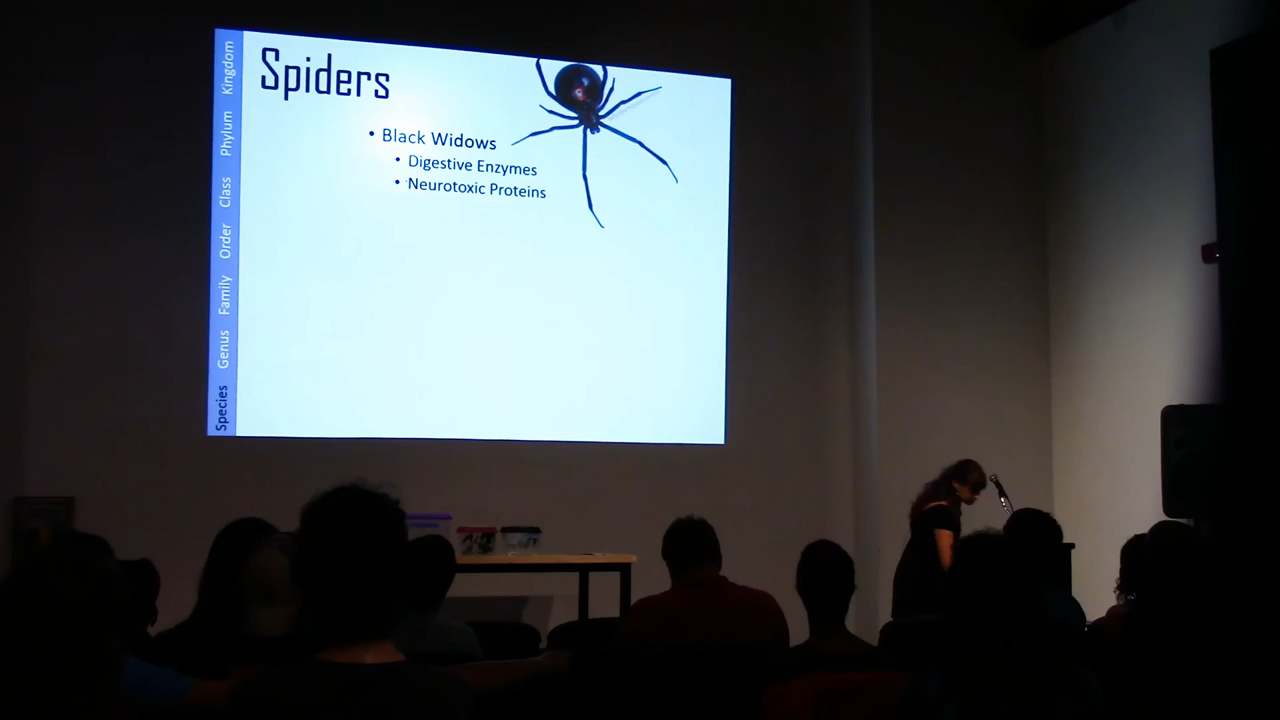 Spiders
• Black Widows
• Digestive Enzymes
• Neurotoxic Proteins
Species Genus Family Order Class Phylum Kingdom